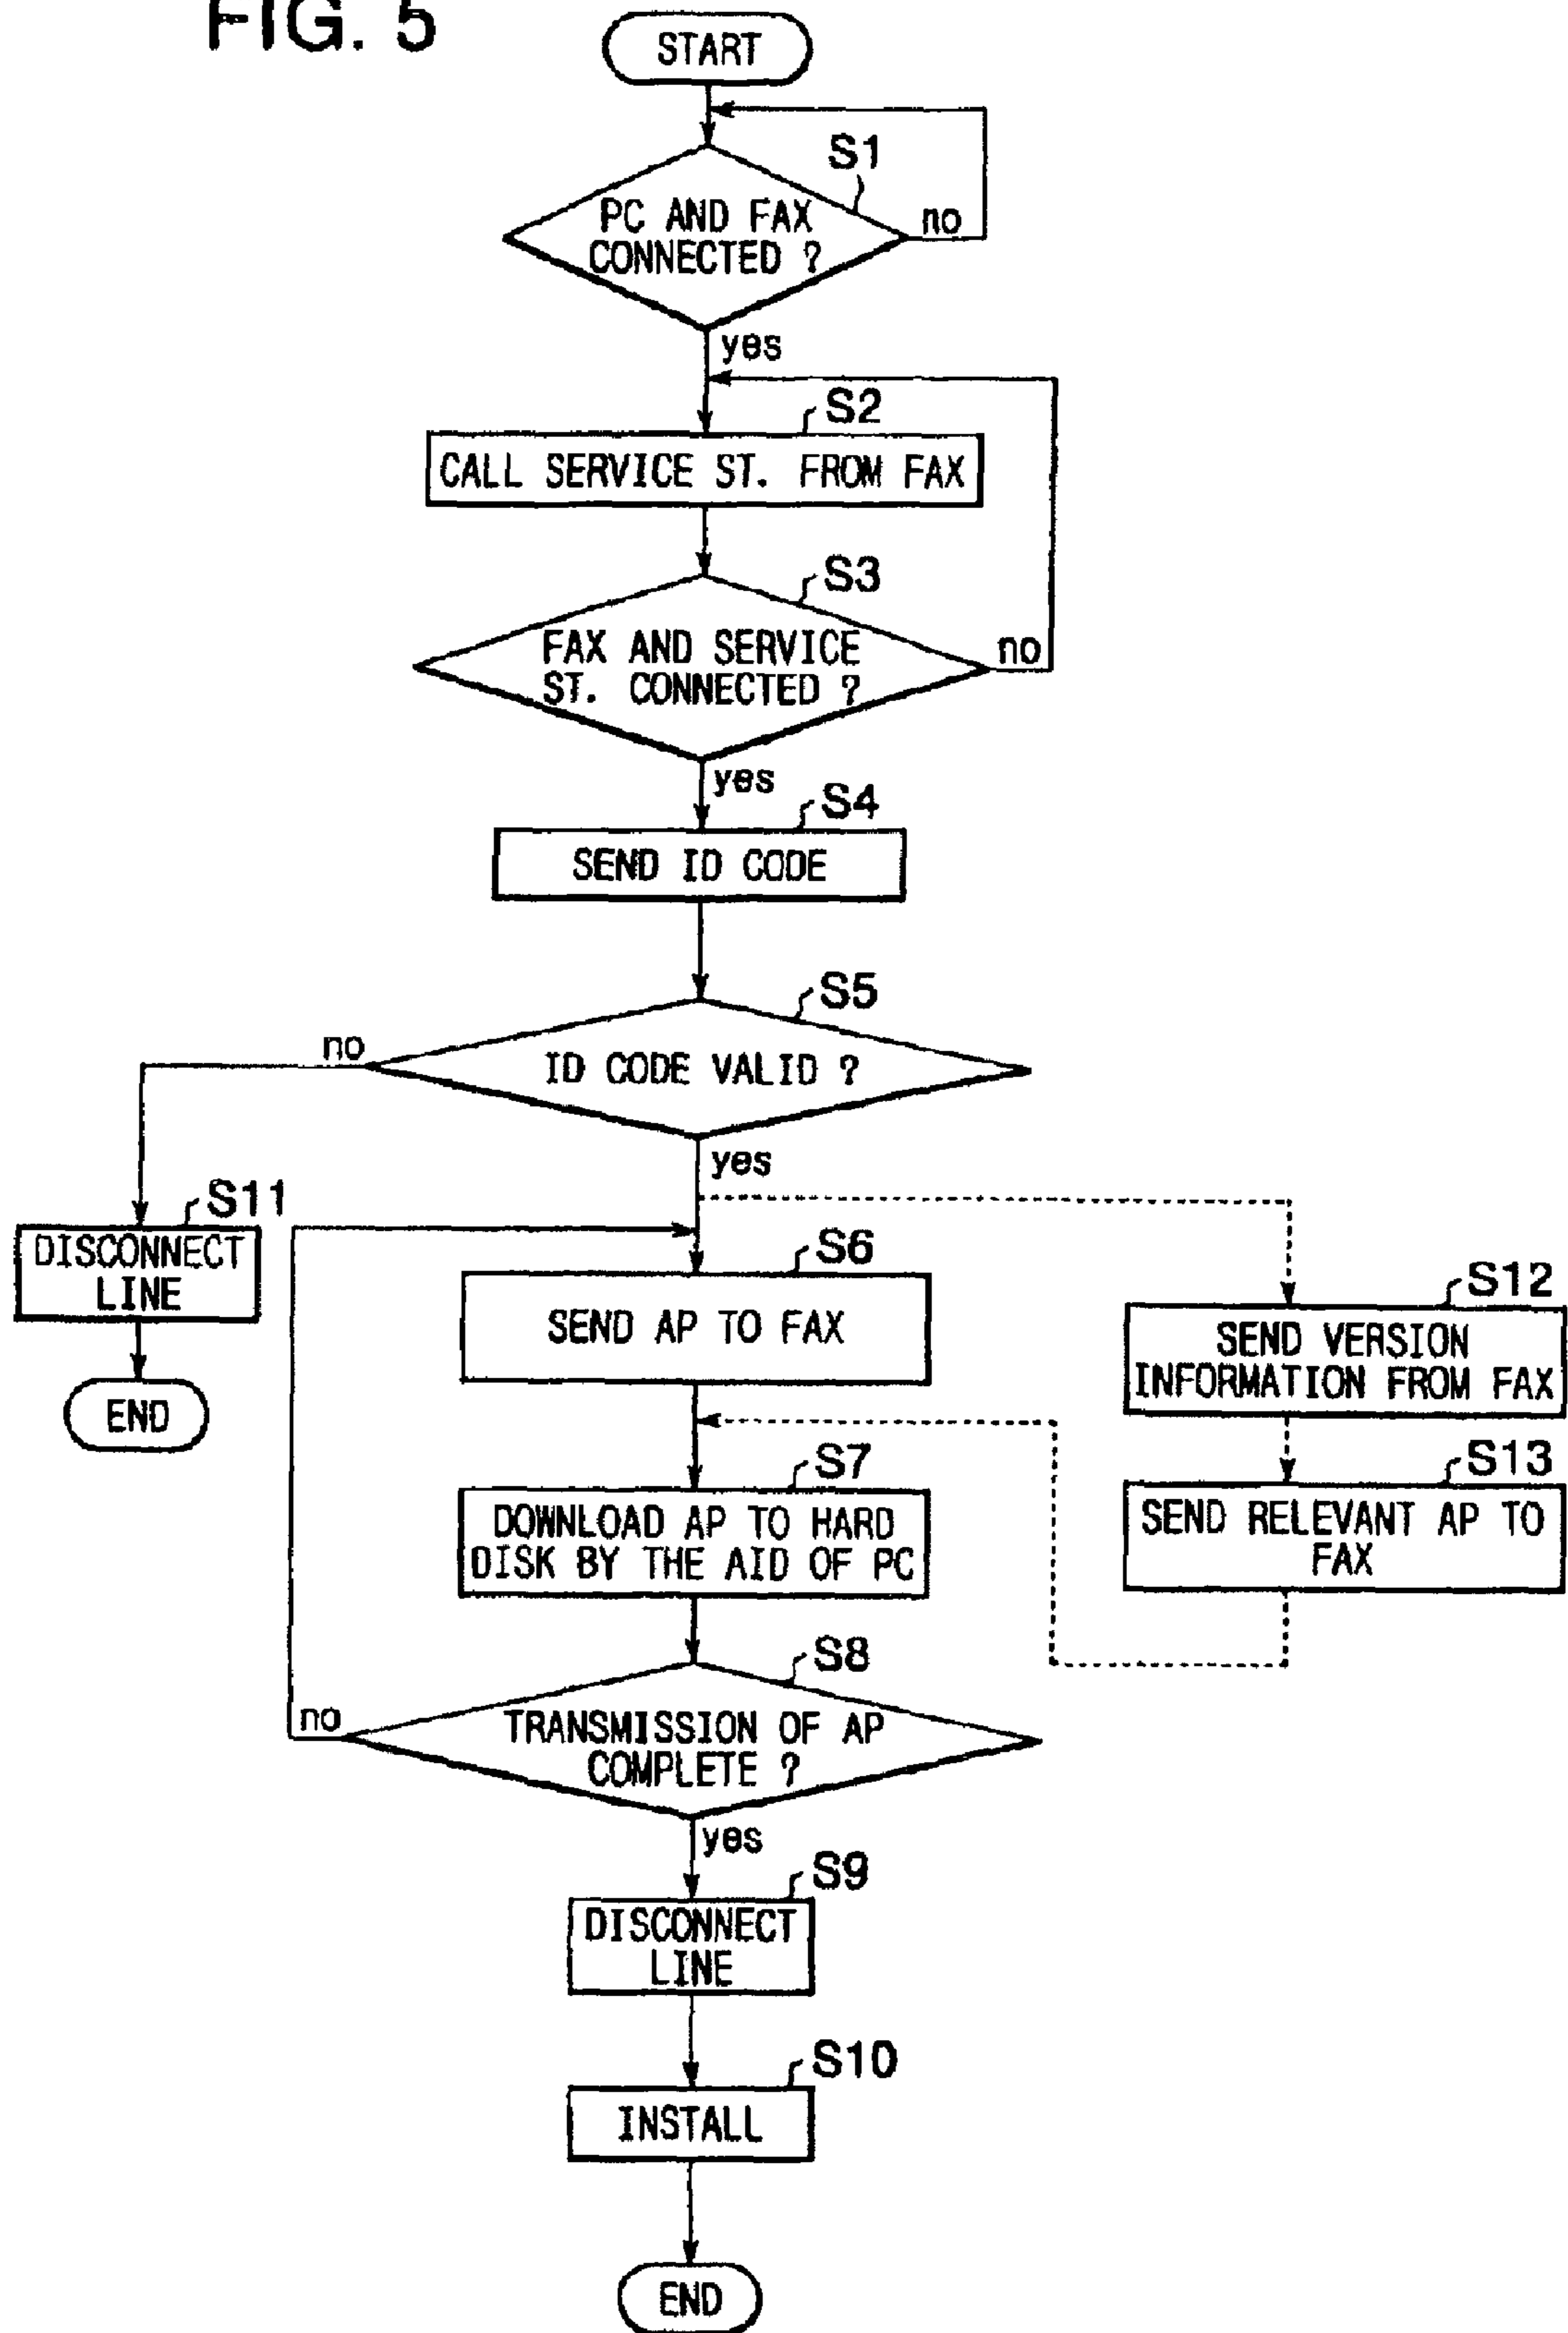 FIG. 5
START
S1
PC AND FAX
CONNECTED ?
no
yes
S2
CALL SERVICE ST. FROM FAX
S3
FAX AND SERVICE
ST. CONNECTED ?
no
yes
S4
SEND ID CODE
S5
ID CODE VALID ?
no
yes
S11
DISCONNECT
LINE
END
S6
SEND AP TO FAX
S12
SEND VERSION
INFORMATION FROM FAX
S13
SEND RELEVANT AP TO
FAX
S7
DOWNLOAD AP TO HARD
DISK BY THE AID OF PC
S8
TRANSMISSION OF AP
COMPLETE ?
no
yes
S9
DISCONNECT
LINE
S10
INSTALL
END